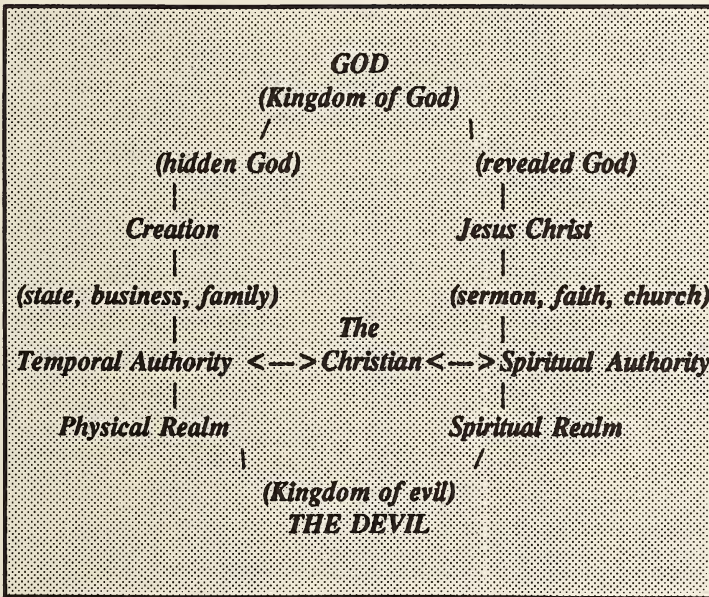 GOD
(Kingdom of God)
/ \
(hidden God) (revealed God)
| |
Creation Jesus Christ
| |
(state, business, family) (sermon, faith, church)
| The |
Temporal Authority <—> Christian <—> Spiritual Authority
| |
Physical Realm Spiritual Realm
\ /
(Kingdom of evil)
THE DEVIL